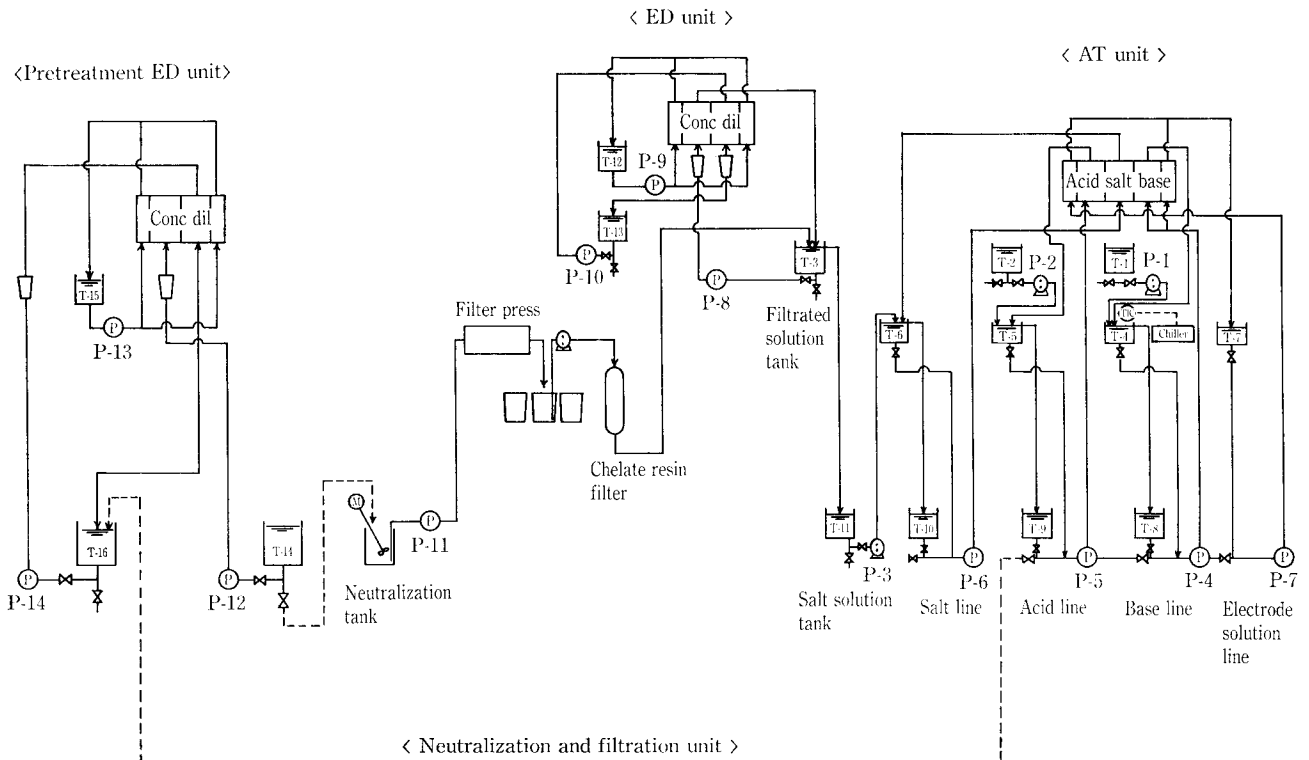 < ED unit >
<Pretreatment ED unit>
< AT unit >
Conc dil
T-12
P-9
T-13
P-10
Acid salt base
Conc dil
T-15
P-13
P-8
T-3
Filtrated
solution
tank
T-2
P-2
T-1
P-1
TIC
T-6
T-5
T-4
Chiller
T-7
Filter press
Chelate resin
filter
M
P
P-11
Neutralization
tank
T-16
P
P-14
T-14
P
P-12
T-11
P
P-3
Salt solution
tank
T-10
P
P-6
Salt line
T-9
P
P-5
Acid line
T-8
P
P-4
Base line
P
P-7
Electrode
solution
line
P
P
P
P
< Neutralization and filtration unit >